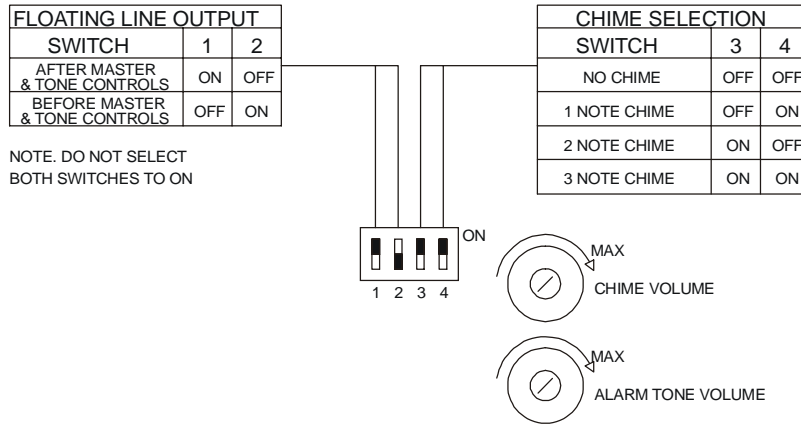 FLOATING LINE OUTPUT
SWITCH 1 2
AFTER MASTER & TONE CONTROLS ON OFF
BEFORE MASTER & TONE CONTROLS OFF ON
NOTE. DO NOT SELECT
BOTH SWITCHES TO ON
CHIME SELECTION
SWITCH 3 4
NO CHIME OFF OFF
1 NOTE CHIME OFF ON
2 NOTE CHIME ON OFF
3 NOTE CHIME ON ON
ON
1 2 3 4
MAX
CHIME VOLUME
MAX
ALARM TONE VOLUME